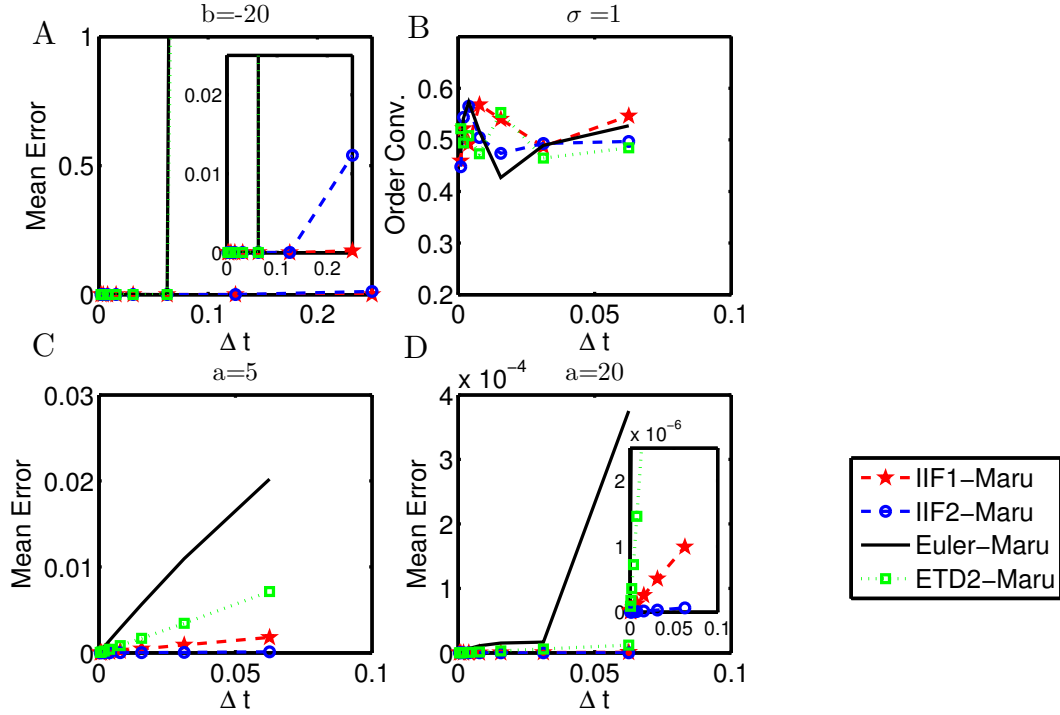 A
b=-20
Mean Error
1
0.5
0
0 0.1 0.2
Δ t
0.02
0.01
0
0 0.1 0.2
B
σ =1
Order Conv.
0.6
0.5
0.4
0.3
0.2
0 0.05 0.1
Δ t
C
a=5
Mean Error
0.03
0.02
0.01
0
0 0.05 0.1
Δ t
D
a=20
x 10−4
Mean Error
4
3
2
1
0
0 0.05 0.1
Δ t
x 10−6
2
1
0
0 0.05 0.1
IIF1−Maru
IIF2−Maru
Euler−Maru
ETD2−Maru